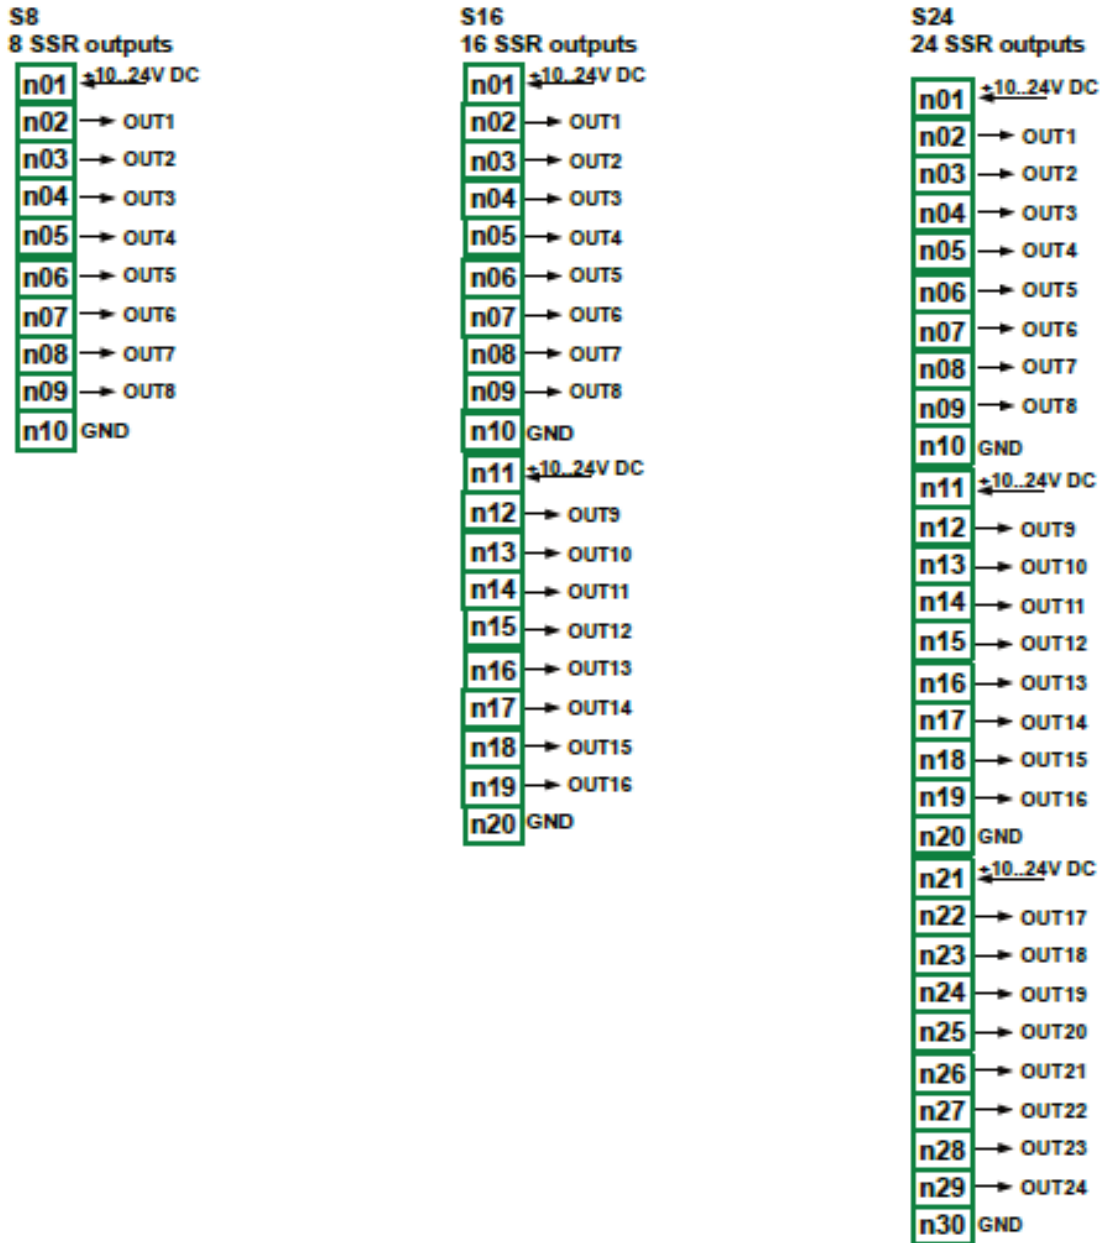 S8
8 SSR outputs
n01 +10..24V DC
n02 OUT1
n03 OUT2
n04 OUT3
n05 OUT4
n06 OUT5
n07 OUT6
n08 OUT7
n09 OUT8
n10 GND
S16
16 SSR outputs
n01 +10..24V DC
n02 OUT1
n03 OUT2
n04 OUT3
n05 OUT4
n06 OUT5
n07 OUT6
n08 OUT7
n09 OUT8
n10 GND
n11 +10..24V DC
n12 OUT9
n13 OUT10
n14 OUT11
n15 OUT12
n16 OUT13
n17 OUT14
n18 OUT15
n19 OUT16
n20 GND
S24
24 SSR outputs
n01 +10..24V DC
n02 OUT1
n03 OUT2
n04 OUT3
n05 OUT4
n06 OUT5
n07 OUT6
n08 OUT7
n09 OUT8
n10 GND
n11 +10..24V DC
n12 OUT9
n13 OUT10
n14 OUT11
n15 OUT12
n16 OUT13
n17 OUT14
n18 OUT15
n19 OUT16
n20 GND
n21 +10..24V DC
n22 OUT17
n23 OUT18
n24 OUT19
n25 OUT20
n26 OUT21
n27 OUT22
n28 OUT23
n29 OUT24
n30 GND